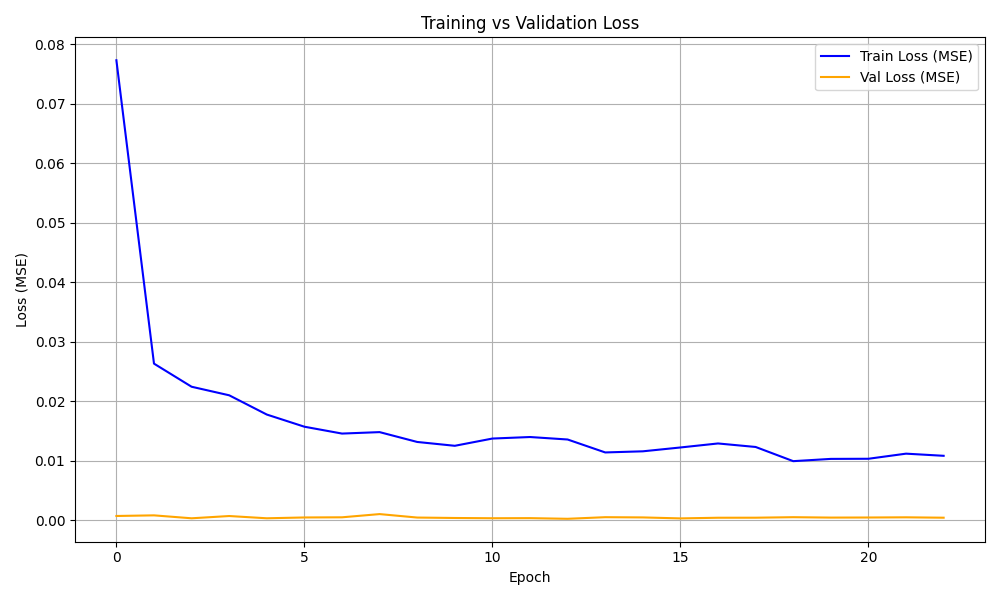 Training vs Validation Loss
Train Loss (MSE)
Val Loss (MSE)
Loss (MSE)
0.08
0.07
0.06
0.05
0.04
0.03
0.02
0.01
0.00
0 5 10 15 20
Epoch